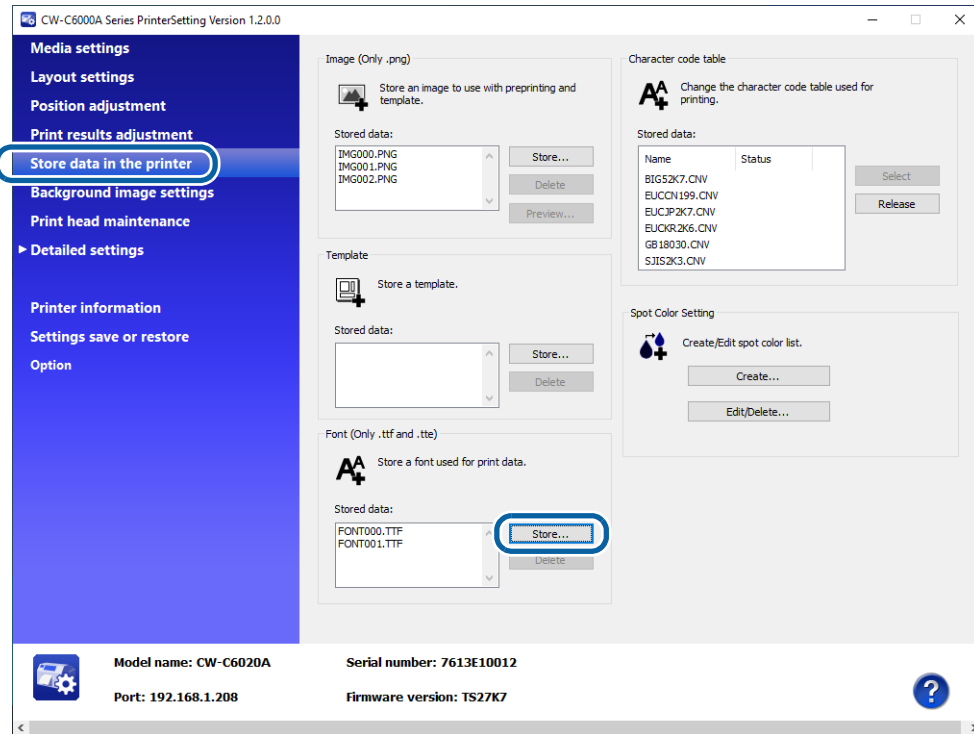 CW-C6000A Series PrinterSetting Version 1.2.0.0
Media settings
Layout settings
Position adjustment
Print results adjustment
Store data in the printer
Background image settings
Print head maintenance
Detailed settings
Printer information
Settings save or restore
Option
Image (Only .png)
Store an image to use with preprinting and
template.
Stored data:
IMG000.PNG
IMG001.PNG
IMG002.PNG
Store...
Delete
Preview...
Template
Store a template.
Stored data:
Store...
Delete
Font (Only .ttf and .tte)
Store a font used for print data.
Stored data:
FONT000.TTF
FONT001.TTF
Store...
Delete
Character code table
Change the character code table used for
printing.
Stored data:
Name Status
BIG52K7.CNV
EUCCN199.CNV
EUCJP2K7.CNV
EUCKR2K6.CNV
GB18030.CNV
SJIS2K3.CNV
Select
Release
Spot Color Setting
Create/Edit spot color list.
Create...
Edit/Delete...
Model name: CW-C6020A
Serial number: 7613E10012
Port: 192.168.1.208
Firmware version: TS27K7
?